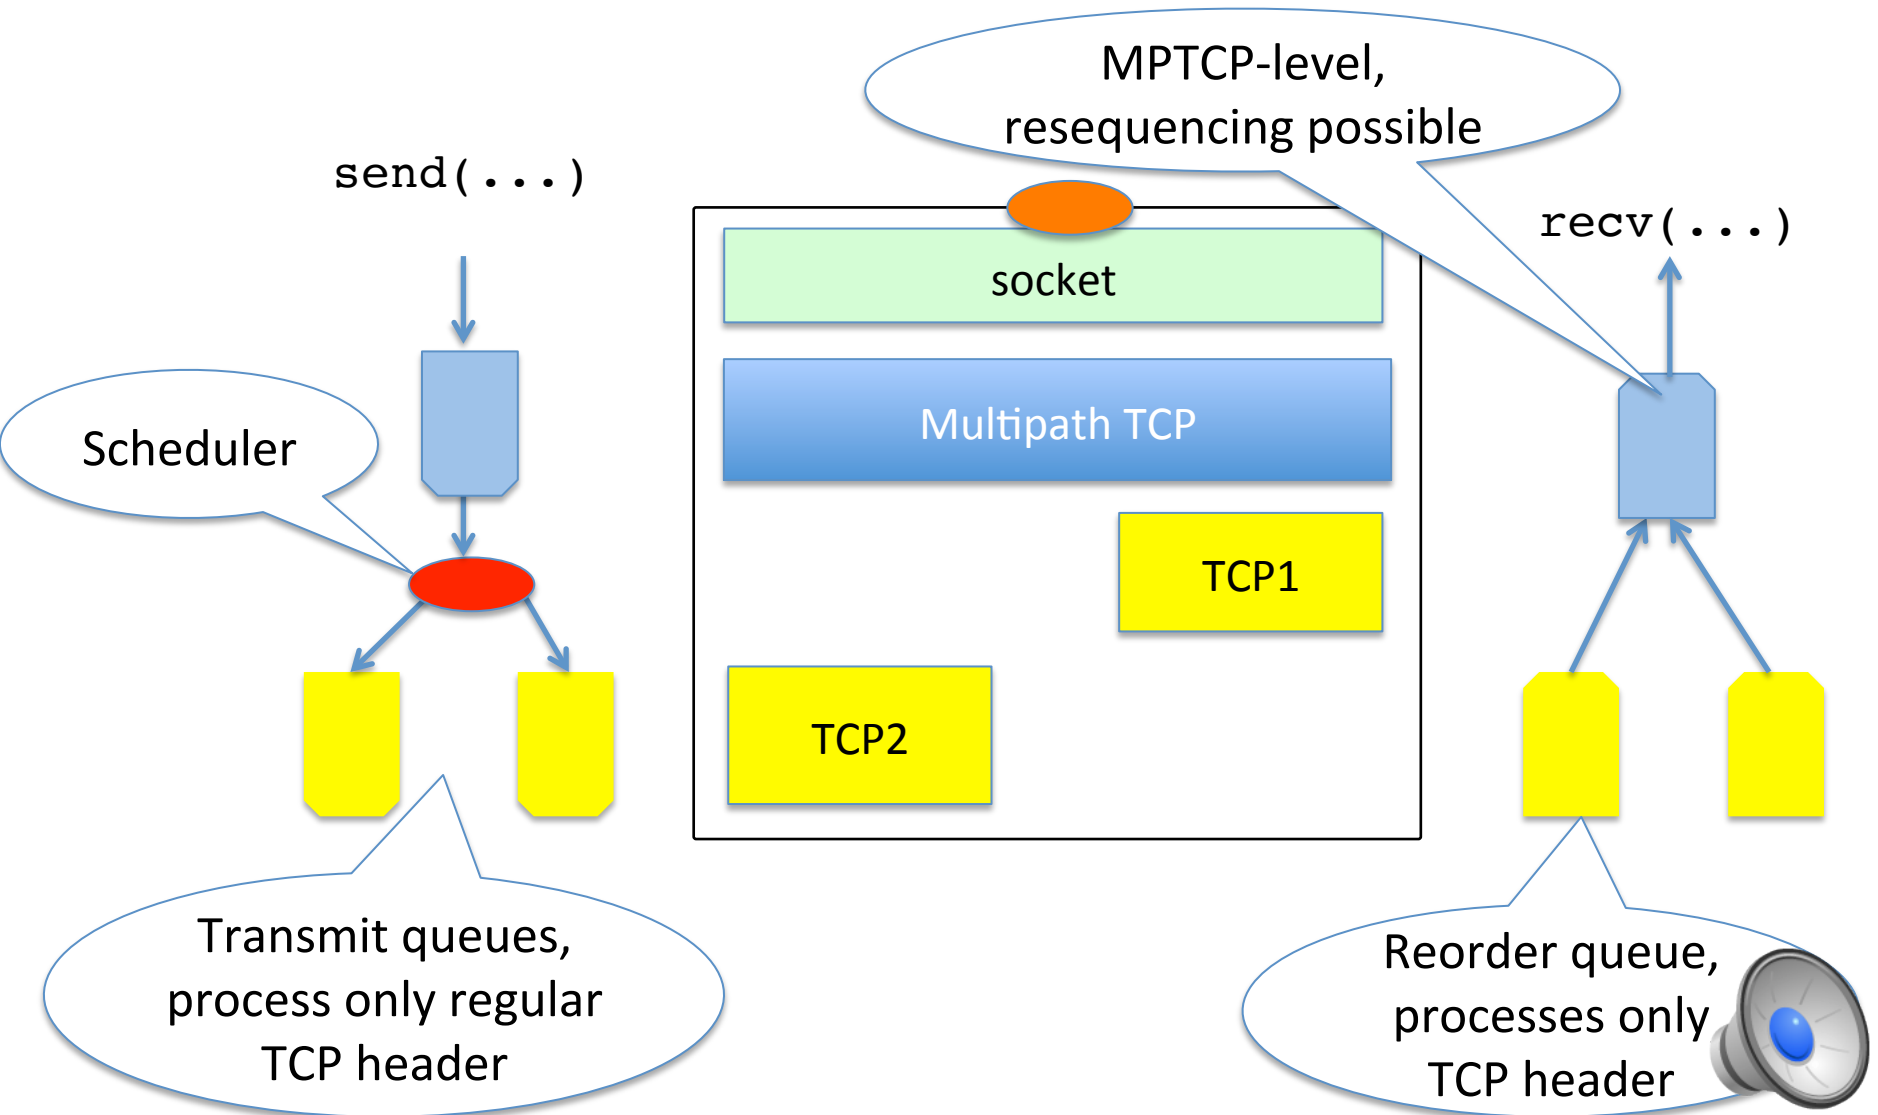 MPTCP-level,
resequencing possible
send(...)
recv(...)
socket
Multipath TCP
Scheduler
TCP1
TCP2
Transmit queues,
process only regular
TCP header
Reorder queue,
processes only
TCP header